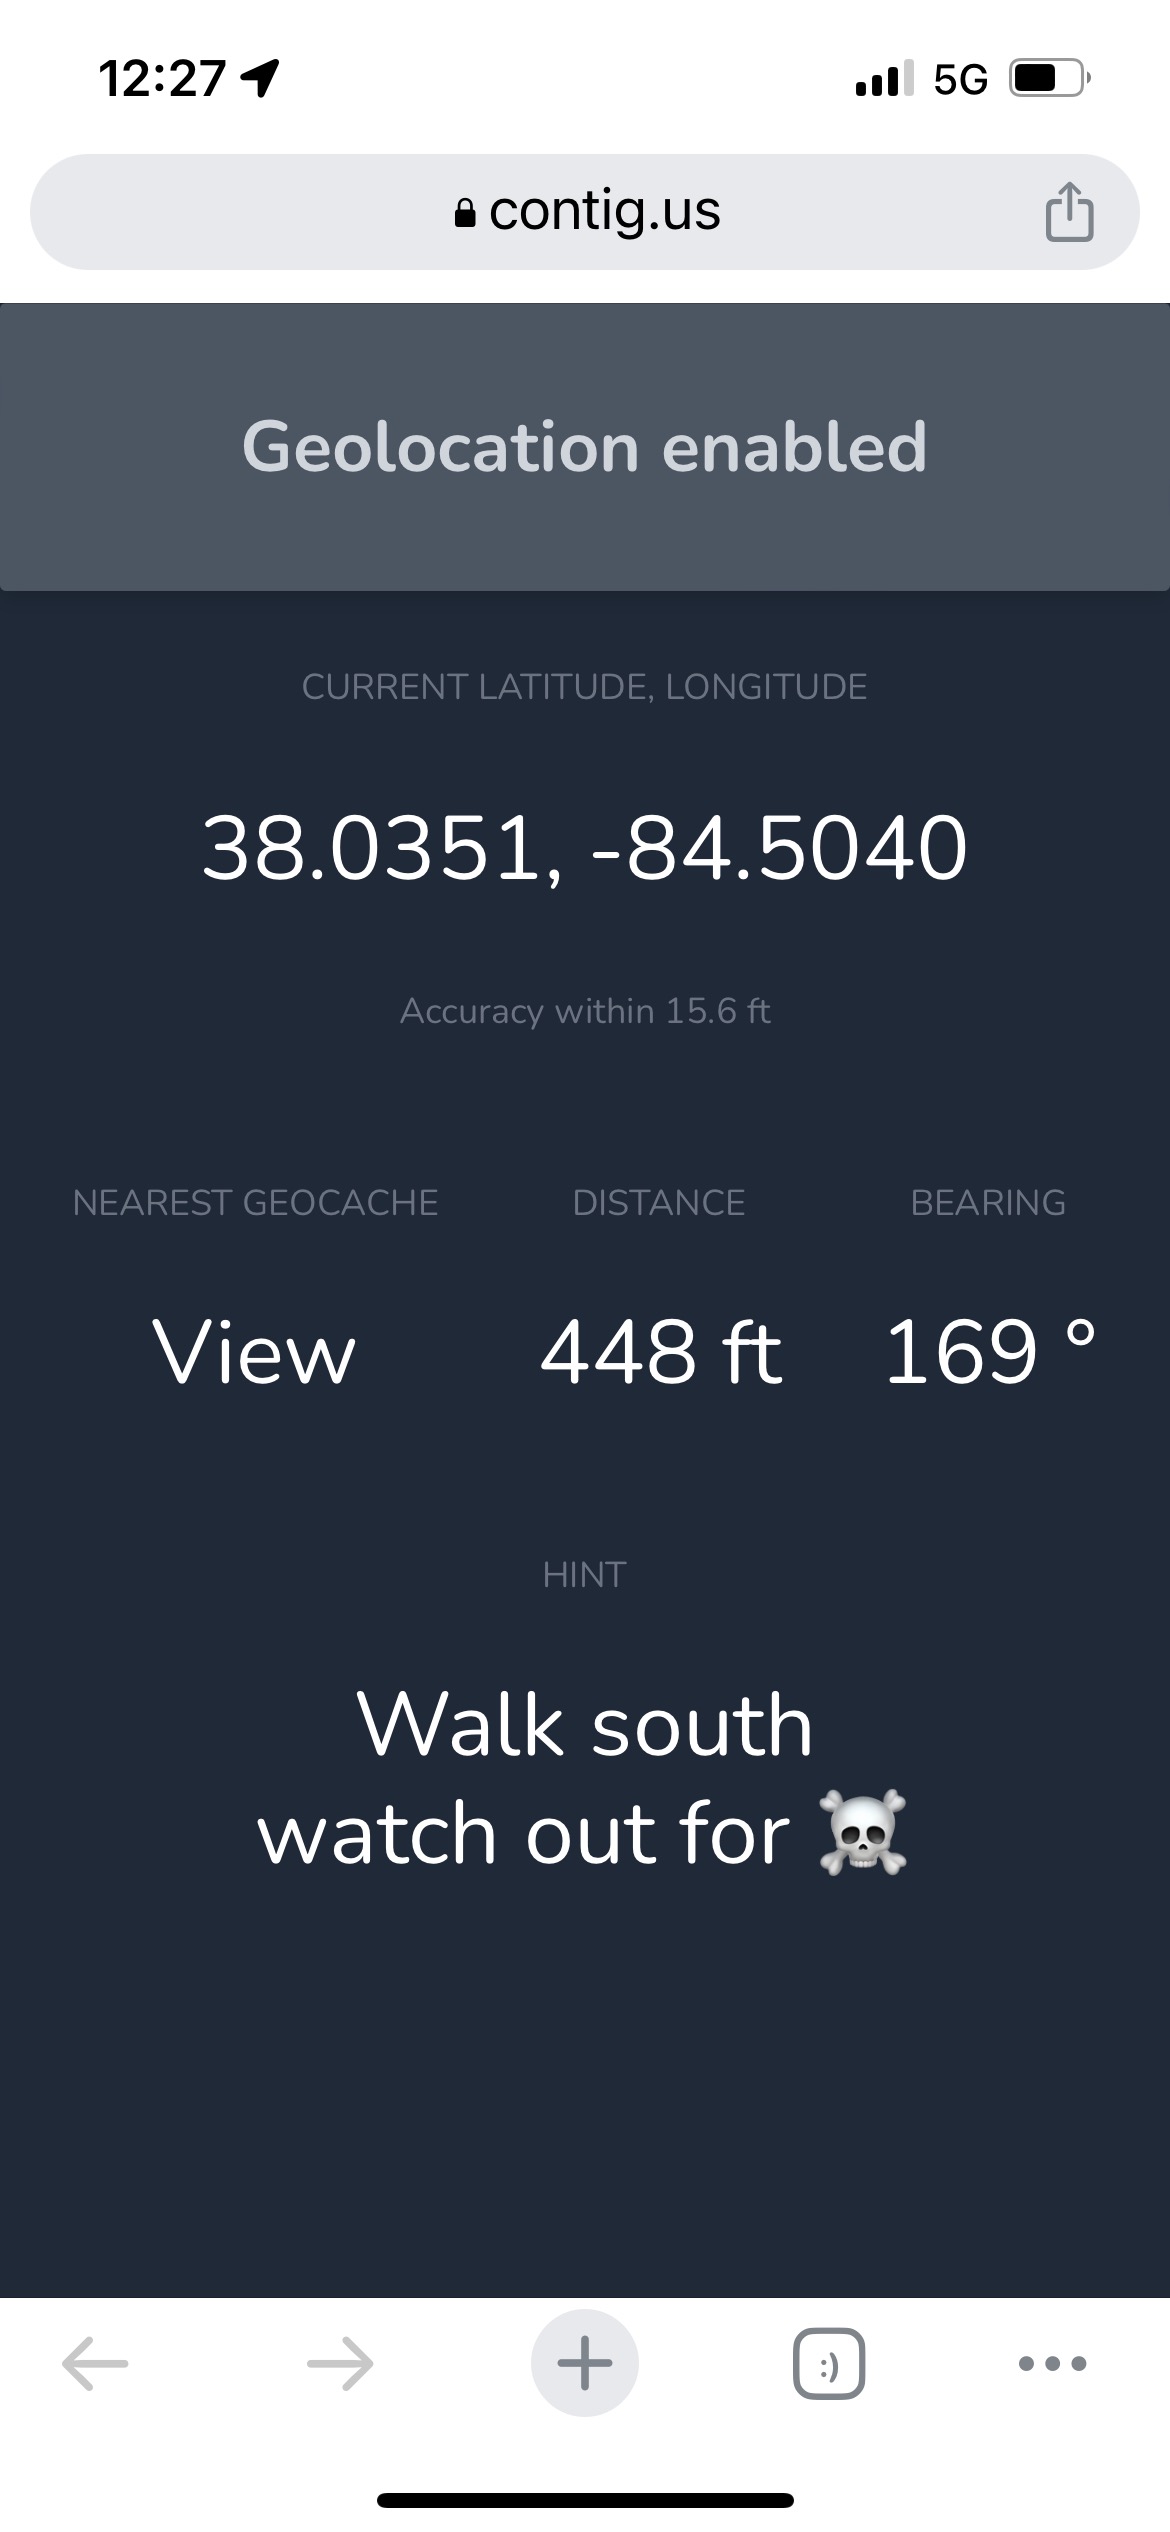 12:27
5G
contig.us
Geolocation enabled
CURRENT LATITUDE, LONGITUDE
38.0351, -84.5040
Accuracy within 15.6 ft
NEAREST GEOCACHE DISTANCE BEARING
View 448 ft 169 °
HINT
Walk south
watch out for ☠️
:)